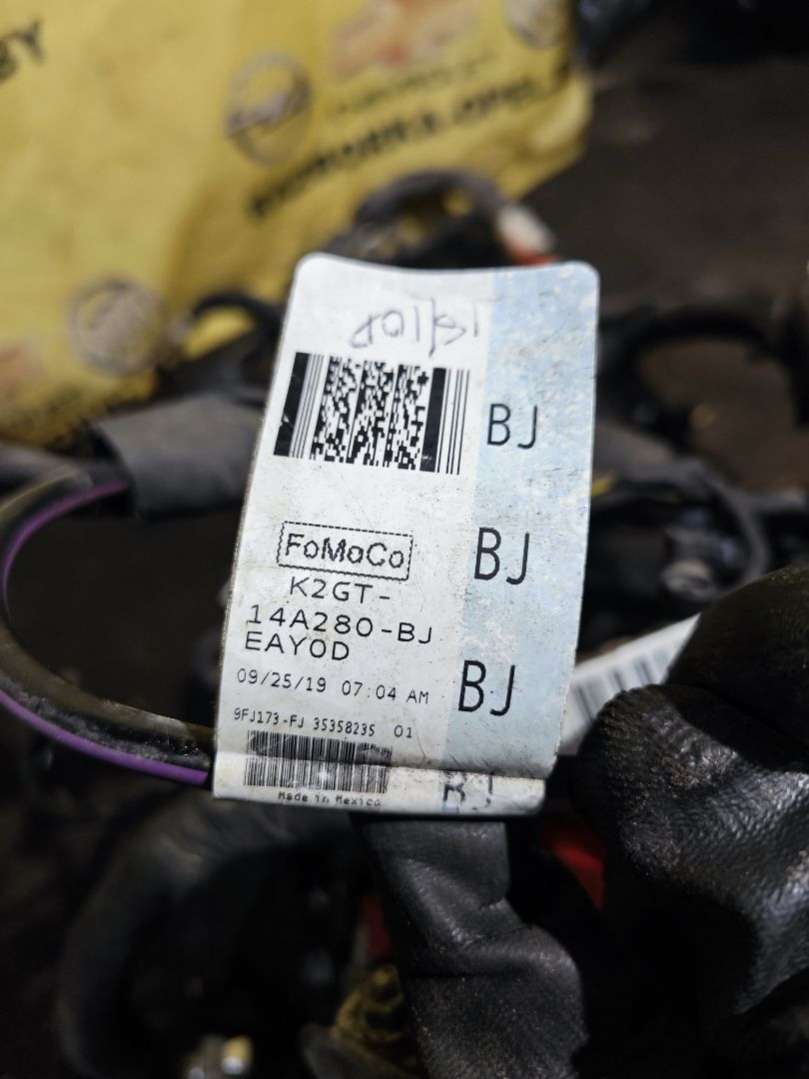 BJ
FoMoCo
K2GT-
14A280-BJ
EAY0D
BJ
09/25/19 07:04 AM
BJ
9FJ173-FJ 35358235 01
Made in Mexico
BJ